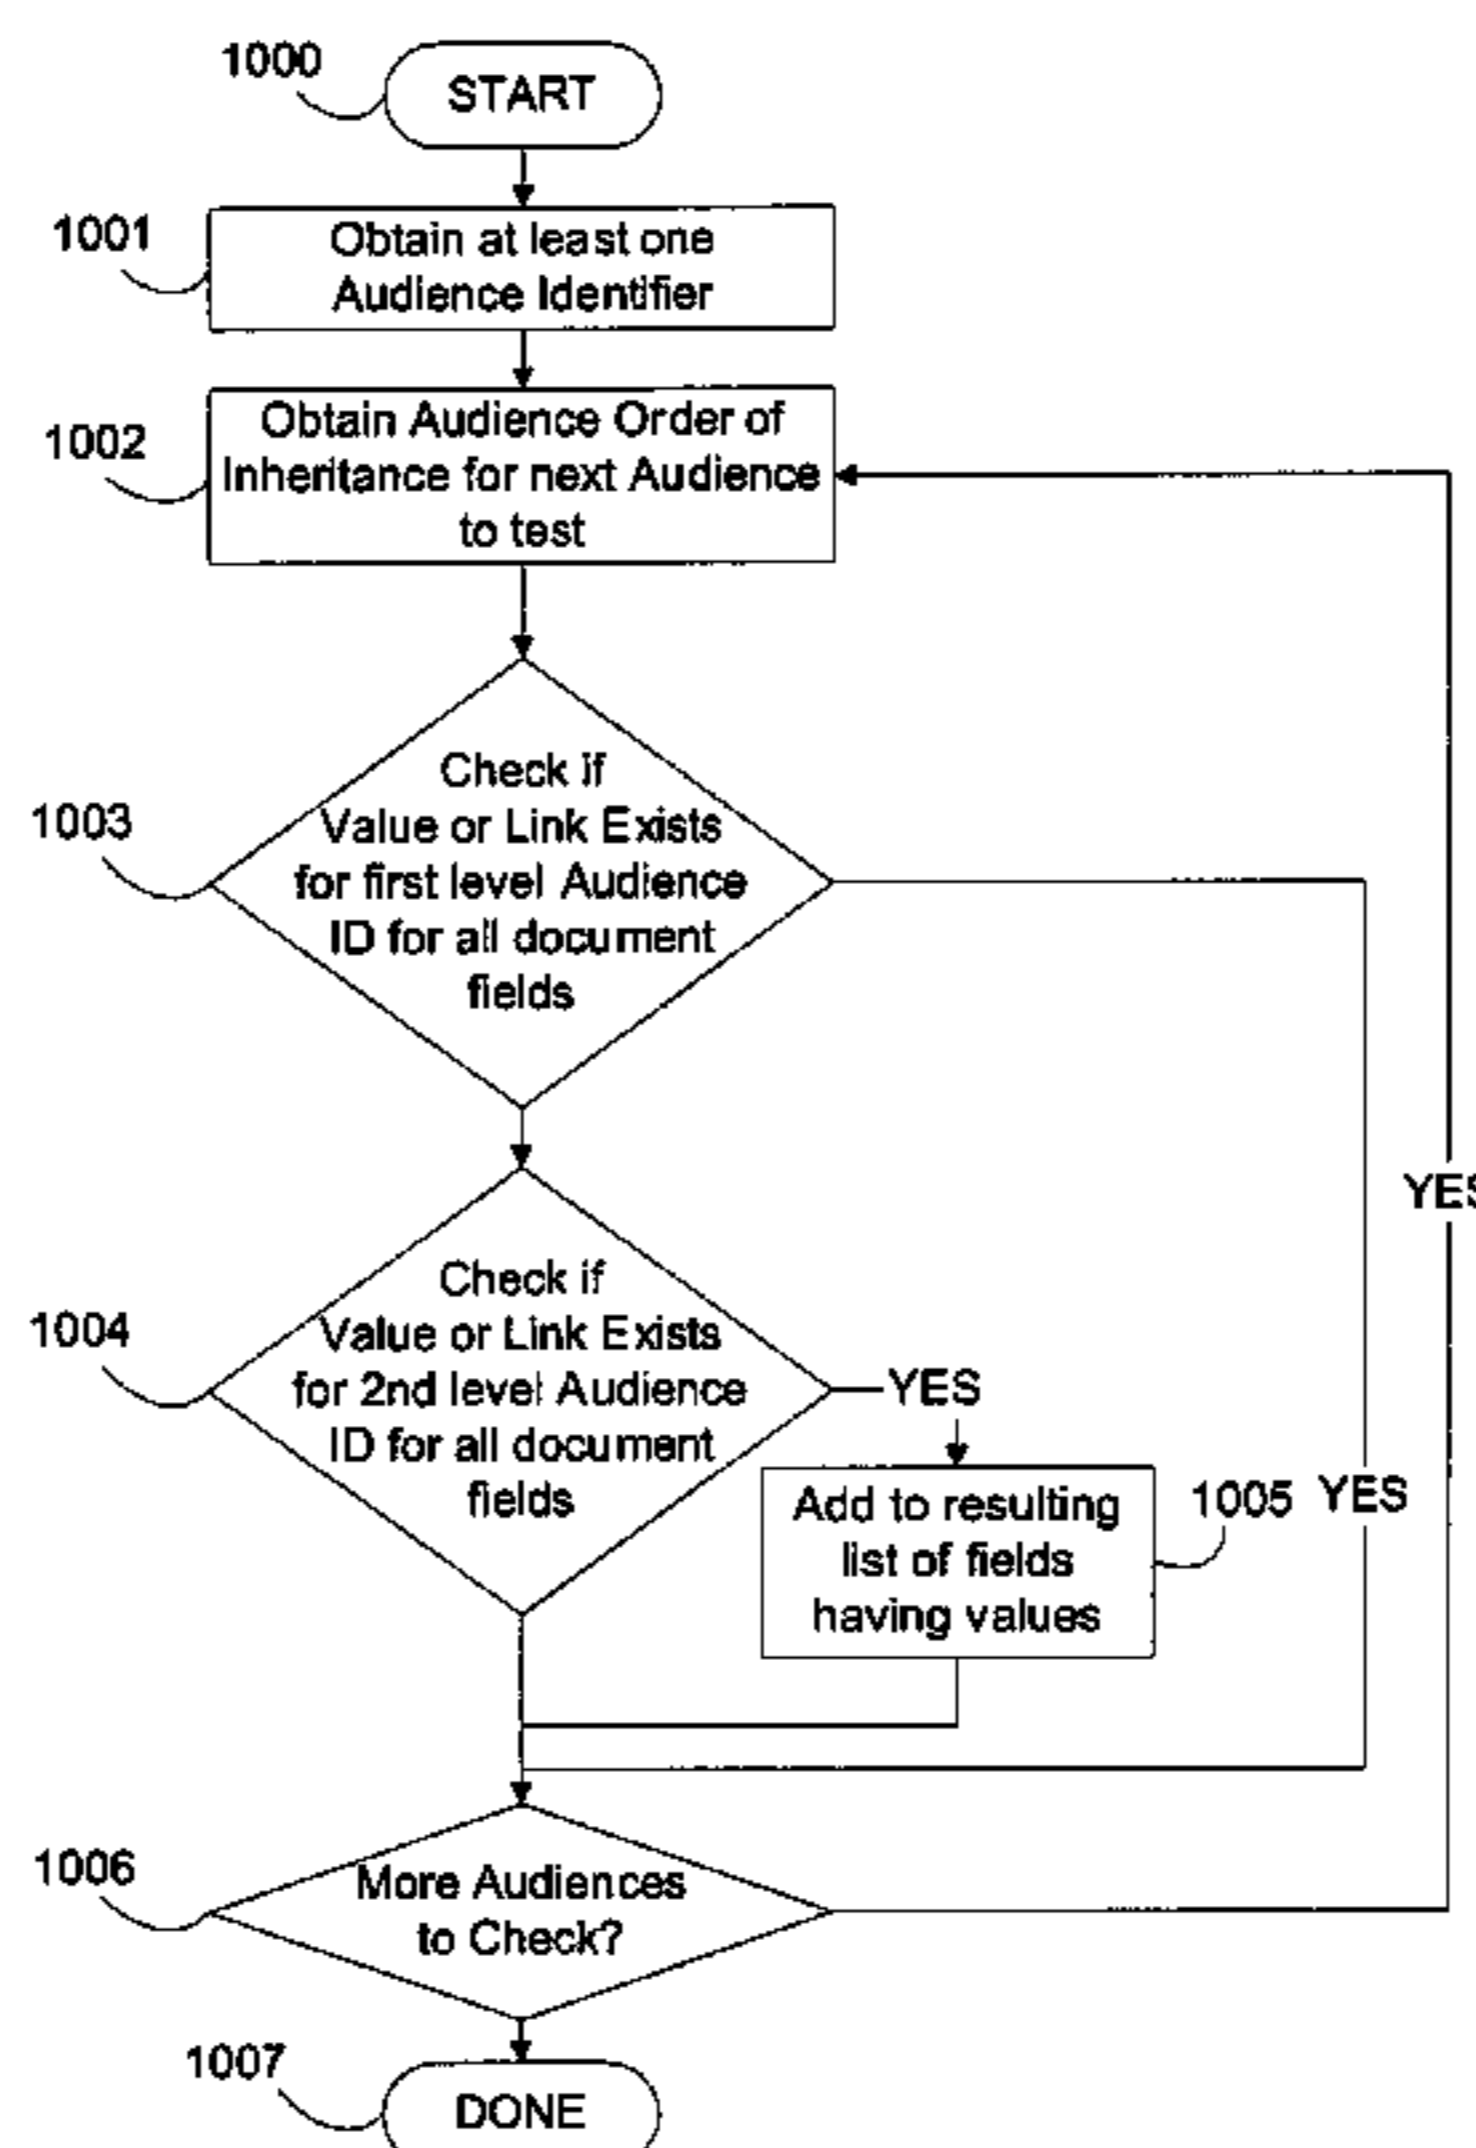 1000
START
1001
Obtain at least one
Audience Identifier
1002
Obtain Audience Order of
Inheritance for next Audience
to test
1003
Check if
Value or Link Exists
for first level Audience
ID for all document
fields
YES
1004
Check if
Value or Link Exists
for 2nd level Audience
ID for all document
fields
YES
Add to resulting
list of fields
having values
1005
YES
1006
More Audiences
to Check?
1007
DONE